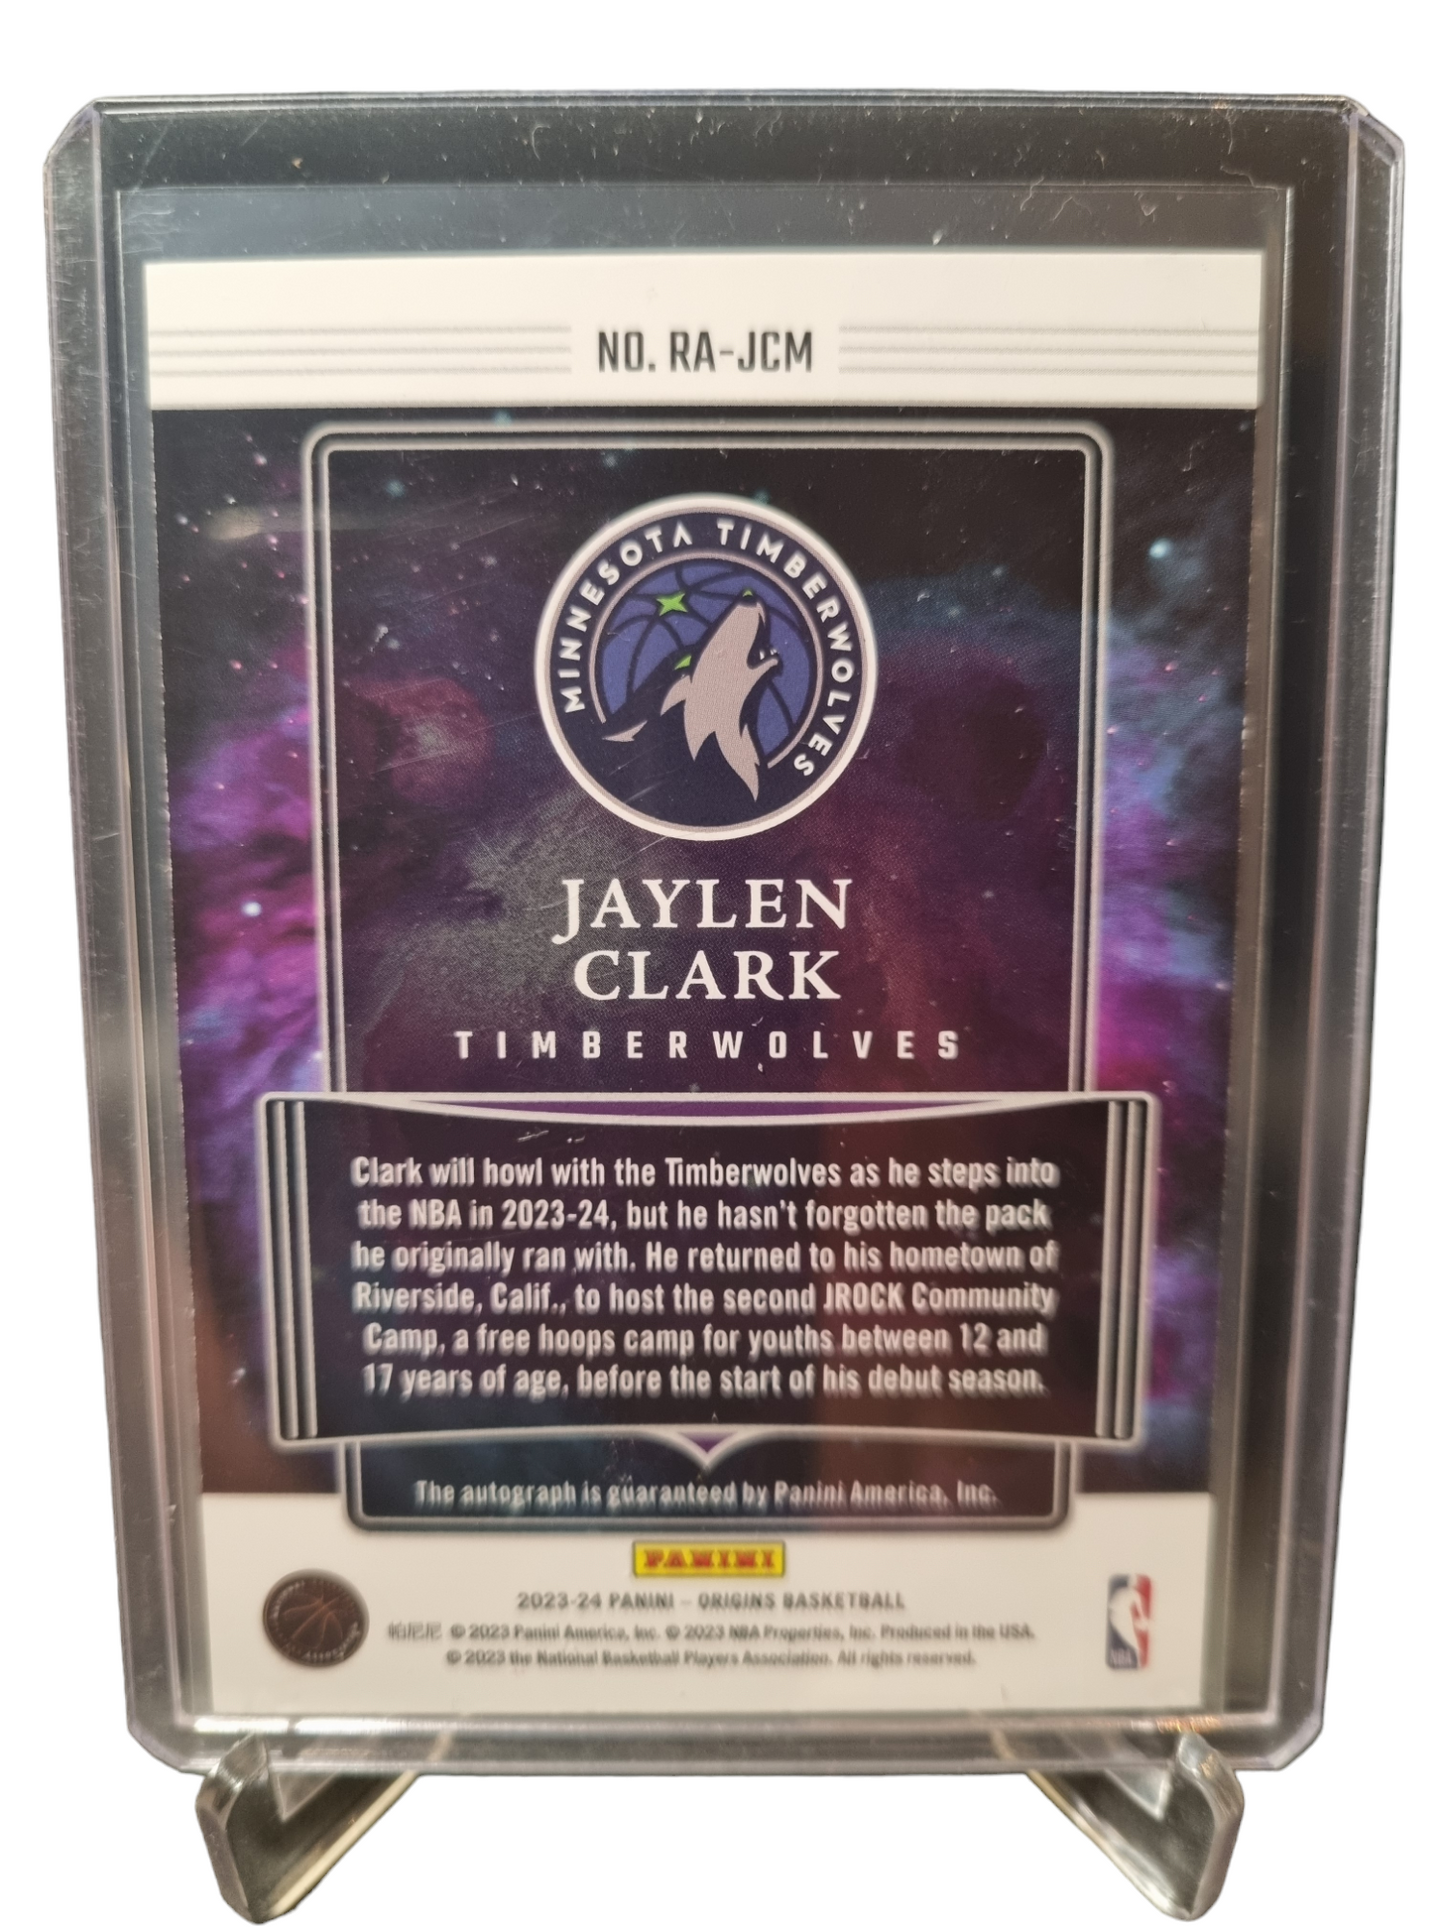 NO. RA-JCM
MINNESOTA TIMBERWOLVES
JAYLEN
CLARK
TIMBERWOLVES
Clark will howl with the Timberwolves as he steps into
the NBA in 2023-24, but he hasn't forgotten the pack
he originally ran with. He returned to his hometown of
Riverside, Calif., to host the second JROCK Community
Camp, a free hoops camp for youths between 12 and
17 years of age, before the start of his debut season.
The autograph is guaranteed by Panini America, Inc.
PANINI
2023-24 PANINI - ORIGINS BASKETBALL
帕尼尼 © 2023 Panini America, Inc. © 2023 NBA Properties, Inc. Produced in the USA.
© 2023 the National Basketball Players Association. All rights reserved.
NBA